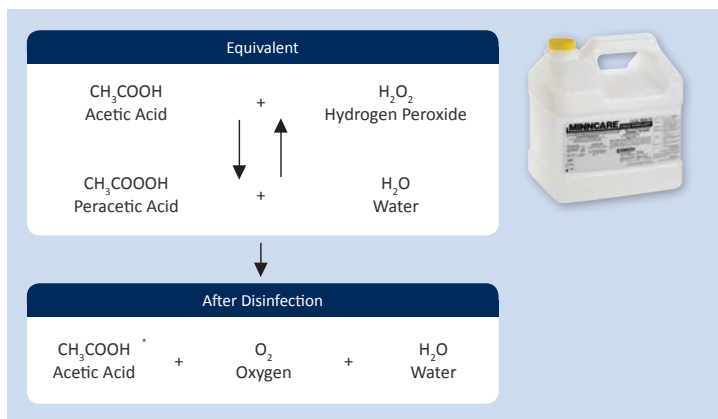 Equivalent
CH₃COOH + H₂O₂
Acetic Acid Hydrogen Peroxide
CH₃COOOH + H₂O
Peracetic Acid Water
After Disinfection
CH₃COOH * + O₂ + H₂O
Acetic Acid Oxygen Water
MINNCARE